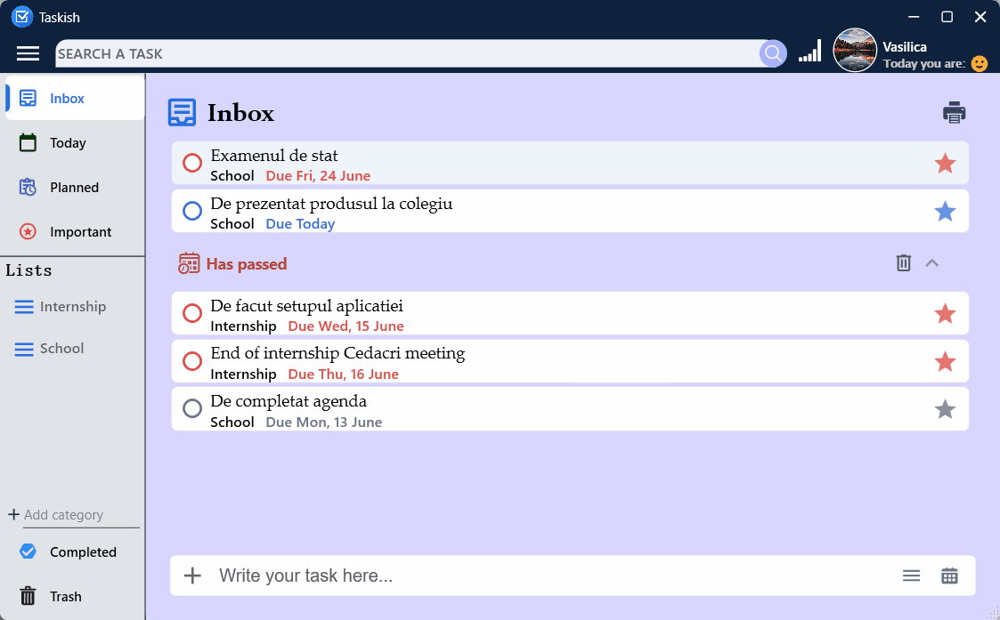 Taskish
SEARCH A TASK
Vasilica
Today you are:
Inbox
Today
Planned
Important
Lists
Internship
School
Add category
Completed
Trash
Inbox
Examenul de stat
School Due Fri, 24 June
De prezentat produsul la colegiu
School Due Today
Has passed
De facut setupul aplicatiei
Internship Due Wed, 15 June
End of internship Cedacri meeting
Internship Due Thu, 16 June
De completat agenda
School Due Mon, 13 June
Write your task here...